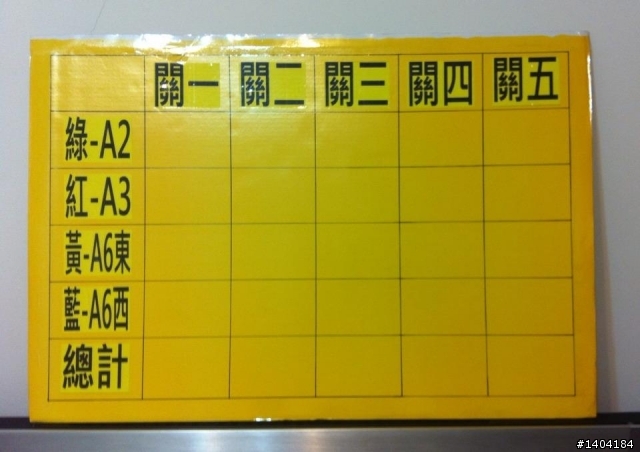 關一 關二 關三 關四 關五
綠-A2
紅-A3
黃-A6東
藍-A6西
總計
#1404184